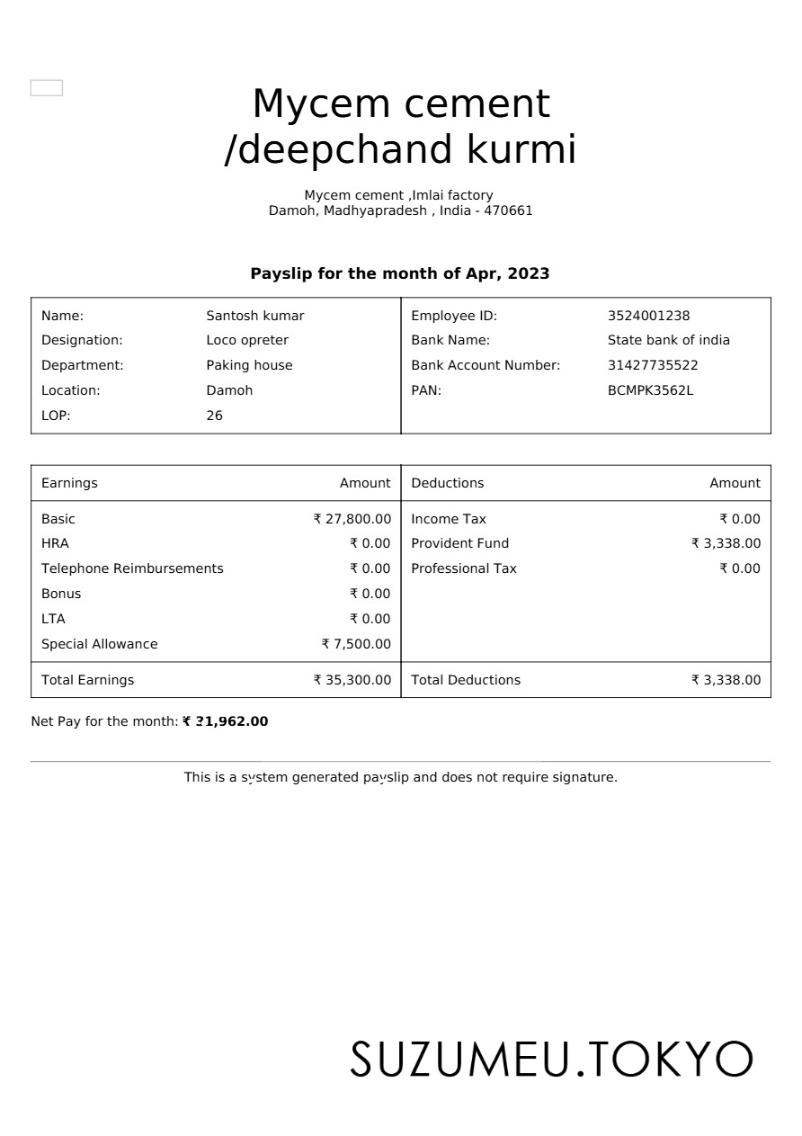 Mycem cement
/deepchand kurmi
Mycem cement ,Imlai factory
Damoh, Madhyapradesh , India - 470661
Payslip for the month of Apr, 2023
Name: Santosh kumar Employee ID: 3524001238
Designation: Loco opreter Bank Name: State bank of india
Department: Paking house Bank Account Number: 31427735522
Location: Damoh PAN: BCMPK3562L
LOP: 26
Earnings Amount Deductions Amount
Basic ₹ 27,800.00 Income Tax ₹ 0.00
HRA ₹ 0.00 Provident Fund ₹ 3,338.00
Telephone Reimbursements ₹ 0.00 Professional Tax ₹ 0.00
Bonus ₹ 0.00
LTA ₹ 0.00
Special Allowance ₹ 7,500.00
Total Earnings ₹ 35,300.00 Total Deductions ₹ 3,338.00
Net Pay for the month: ₹ 31,962.00
This is a system generated payslip and does not require signature.
SUZUMEU.TOKYO